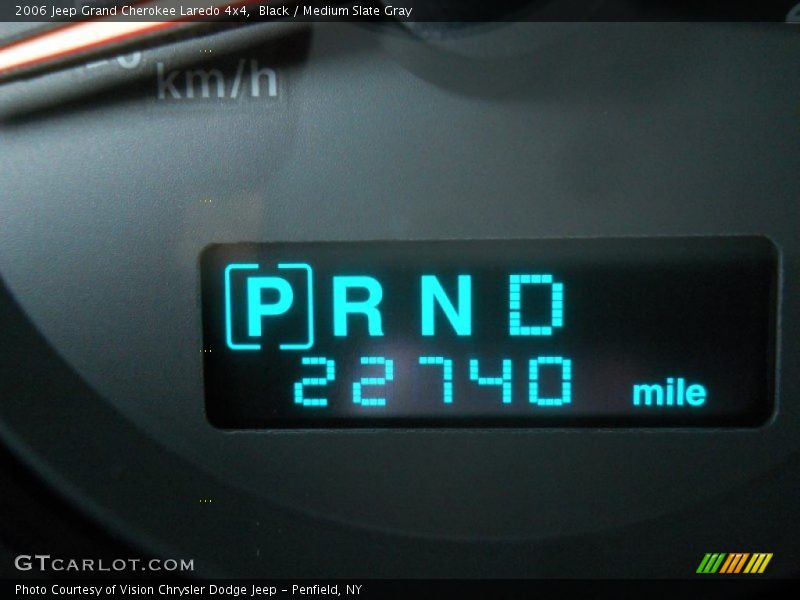 2006 Jeep Grand Cherokee Laredo 4x4, Black / Medium Slate Gray
km/h
P R N D
22740 mile
GTCARLOT.COM
Photo Courtesy of Vision Chrysler Dodge Jeep - Penfield, NY